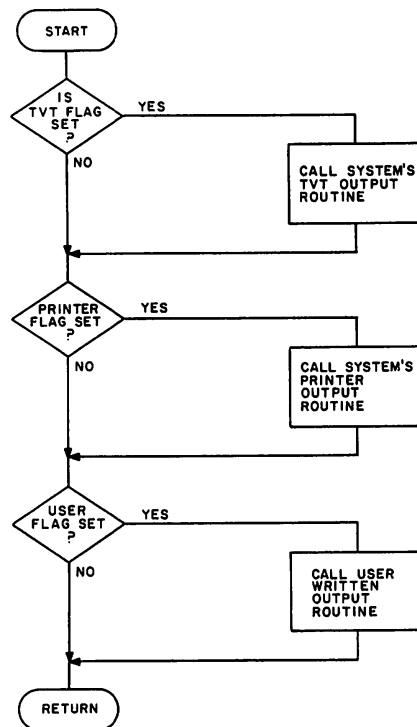 START
IS
TVT FLAG
SET
?
YES
NO
CALL SYSTEM'S
TVT OUTPUT
ROUTINE
PRINTER
FLAG SET
?
YES
NO
CALL SYSTEM'S
PRINTER
OUTPUT
ROUTINE
USER
FLAG SET
?
YES
NO
CALL USER
WRITTEN
OUTPUT
ROUTINE
RETURN